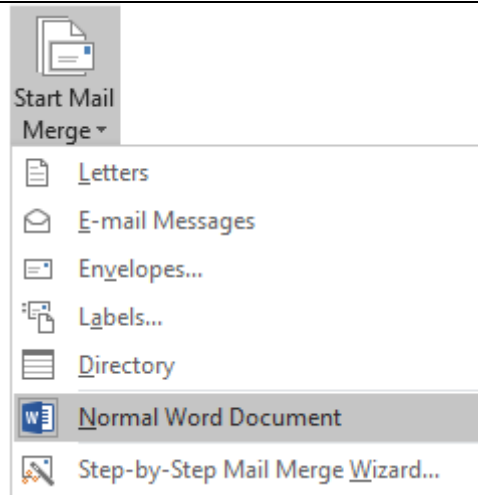 Start Mail
Merge
Letters
E-mail Messages
Envelopes...
Labels...
Directory
Normal Word Document
Step-by-Step Mail Merge Wizard...